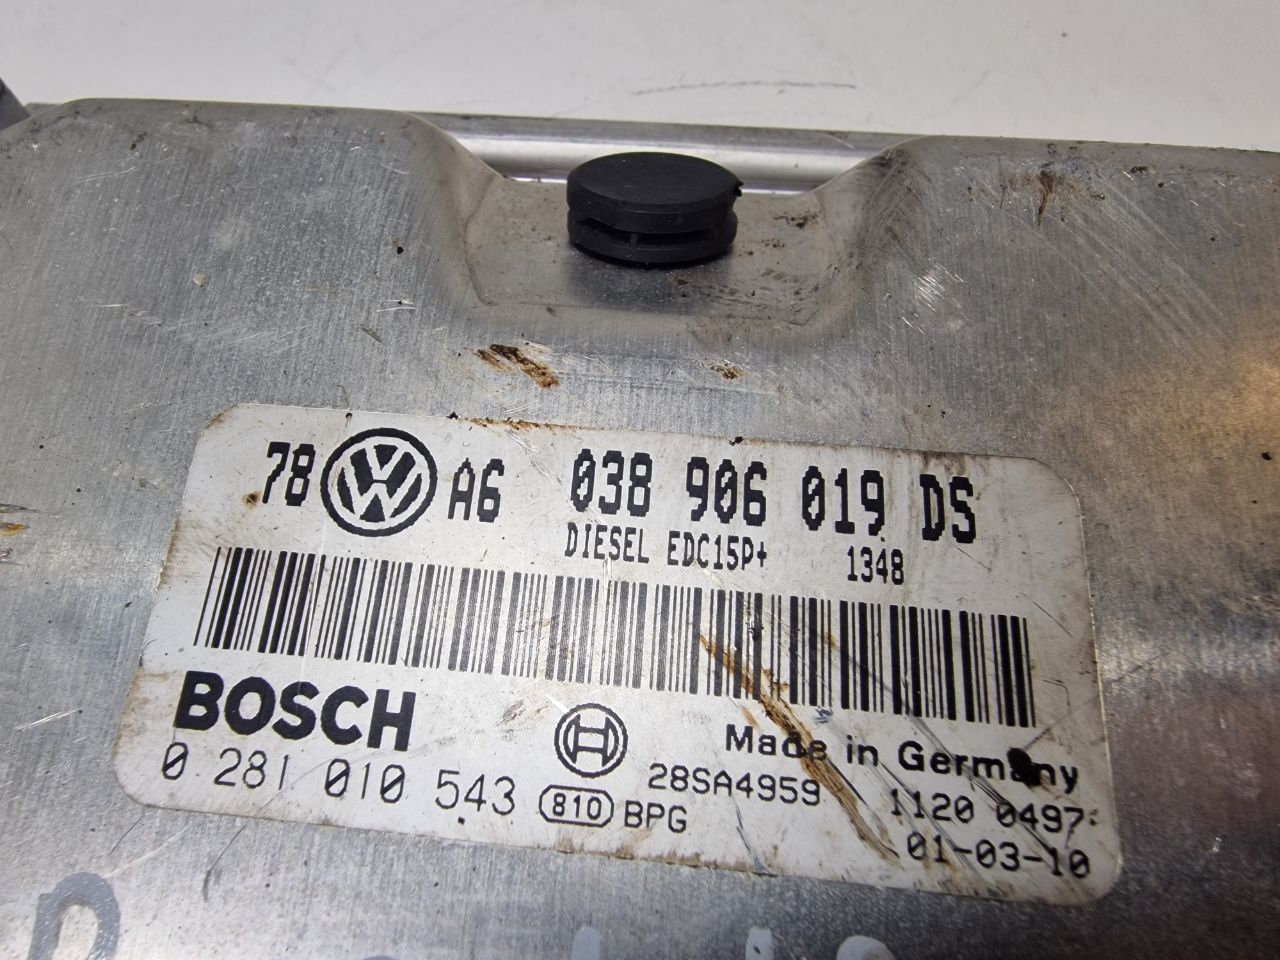 78 VW A6 038 906 019 DS
DIESEL EDC15P+ 1348
BOSCH
0 281 010 543
810
BPG
28SA4959
Made in Germany
1120 0497
01-03-10